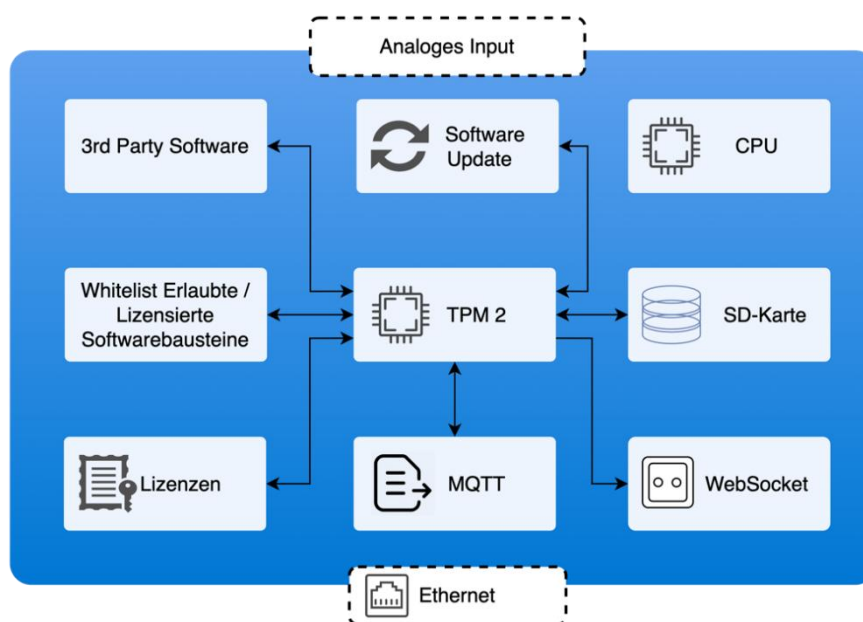 Analoges Input
3rd Party Software
Software
Update
CPU
Whitelist Erlaubte /
Lizensierte
Softwarebausteine
TPM 2
SD-Karte
Lizenzen
MQTT
WebSocket
Ethernet